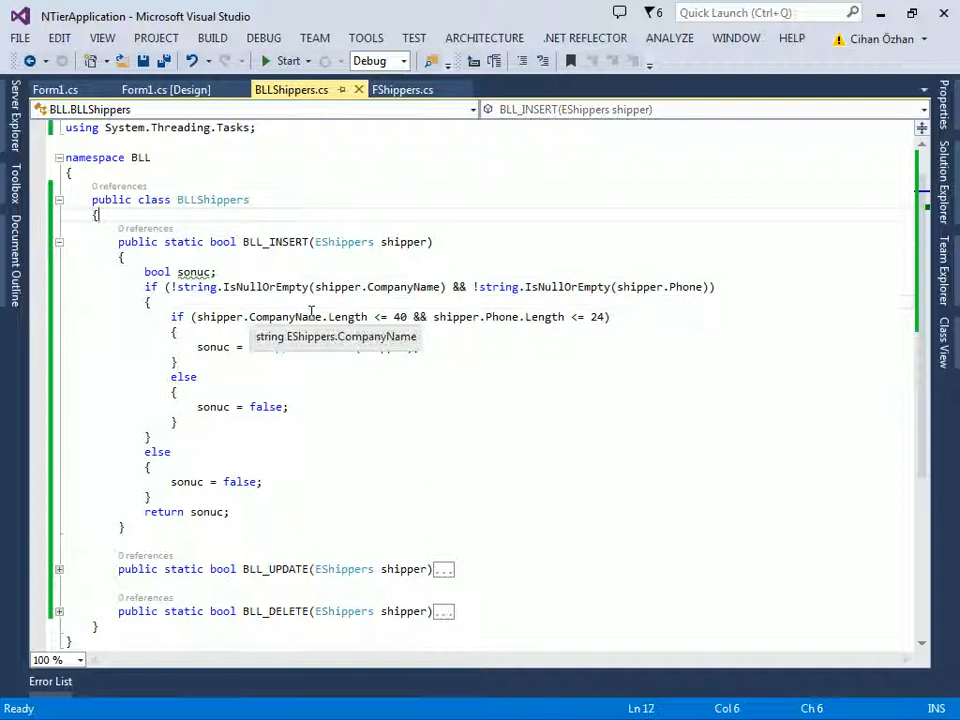 NTierApplication - Microsoft Visual Studio
6
Quick Launch (Ctrl+Q)
FILE EDIT VIEW PROJECT BUILD DEBUG TEAM TOOLS TEST ARCHITECTURE .NET REFLECTOR ANALYZE WINDOW HELP Cihan Özhan
Start Debug
Form1.cs Form1.cs [Design] BLLShippers.cs FShippers.cs
BLL.BLLShippers BLL_INSERT(EShippers shipper)
using System.Threading.Tasks;
namespace BLL
{
0 references
public class BLLShippers
{
0 references
public static bool BLL_INSERT(EShippers shipper)
{
bool sonuc;
if (!string.IsNullOrEmpty(shipper.CompanyName) && !string.IsNullOrEmpty(shipper.Phone))
{
if (shipper.CompanyName.Length <= 40 && shipper.Phone.Length <= 24)
{
string EShippers.CompanyName
sonuc =
}
else
{
sonuc = false;
}
}
else
{
sonuc = false;
}
return sonuc;
}
0 references
public static bool BLL_UPDATE(EShippers shipper)...
0 references
public static bool BLL_DELETE(EShippers shipper)...
}
}
100 %
Error List
Ready Ln 12 Col 6 Ch 6 INS
Server Explorer
Toolbox
Document Outline
Properties
Solution Explorer
Team Explorer
Class View